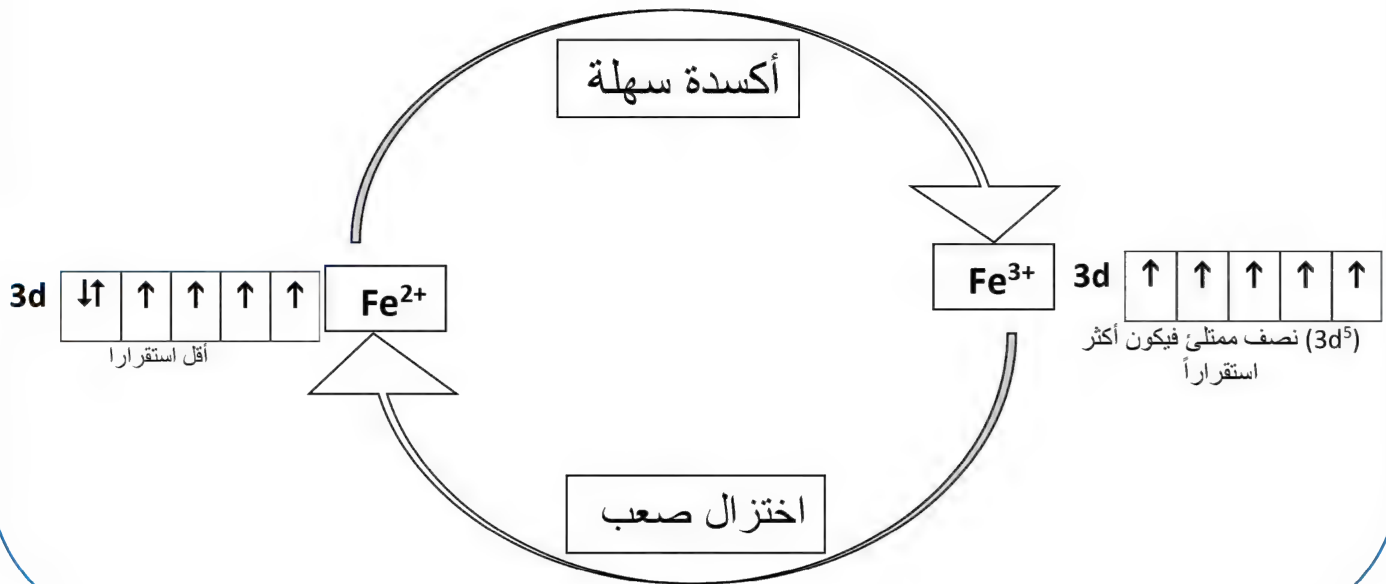 أكسدة سهلة
3d ↓↑ ↑ ↑ ↑ ↑ Fe²⁺
أقل استقرارا
Fe³⁺ 3d ↑ ↑ ↑ ↑ ↑
(3d⁵) نصف ممتلئ فيكون أكثر
استقراراً
اختزال صعب